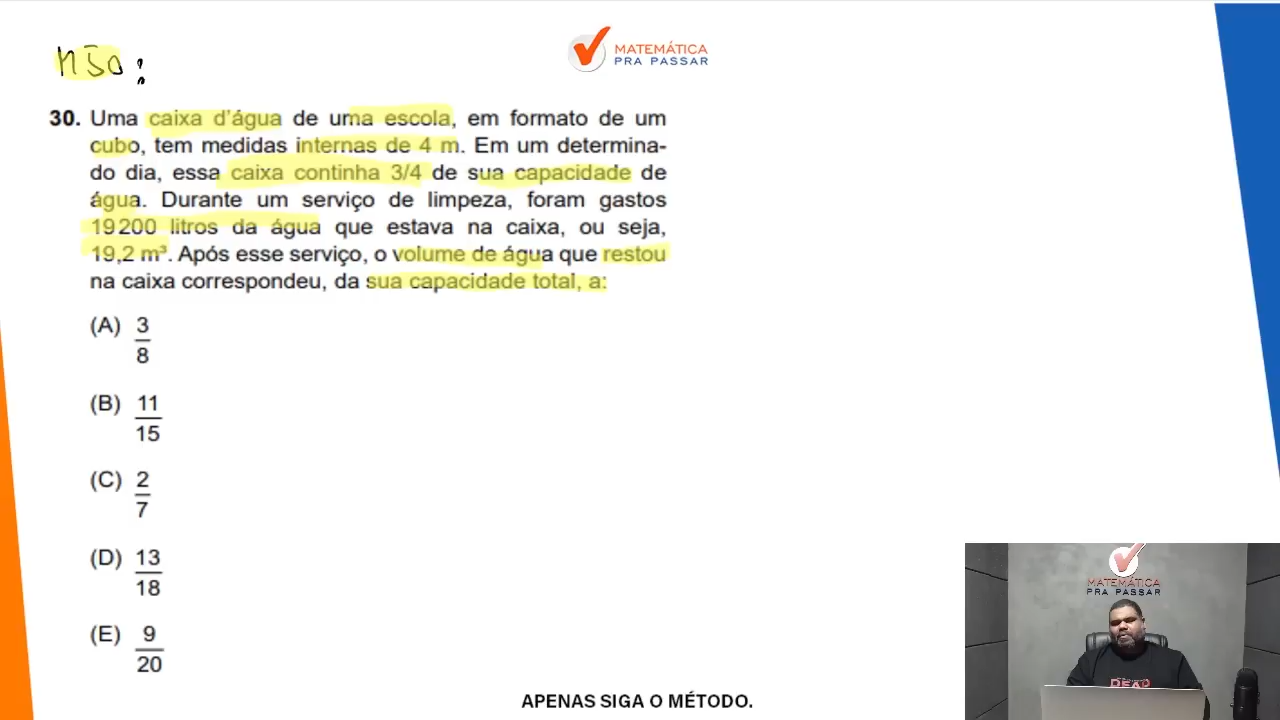 não:
MATEMÁTICA
PRA PASSAR
30. Uma caixa d'água de uma escola, em formato de um
cubo, tem medidas internas de 4 m. Em um determina-
do dia, essa caixa continha 3/4 de sua capacidade de
água. Durante um serviço de limpeza, foram gastos
19 200 litros da água que estava na caixa, ou seja,
19,2 m³. Após esse serviço, o volume de água que restou
na caixa correspondeu, da sua capacidade total, a:
(A) 3/8
(B) 11/15
(C) 2/7
(D) 13/18
(E) 9/20
MATEMÁTICA
PRA PASSAR
APENAS SIGA O MÉTODO.